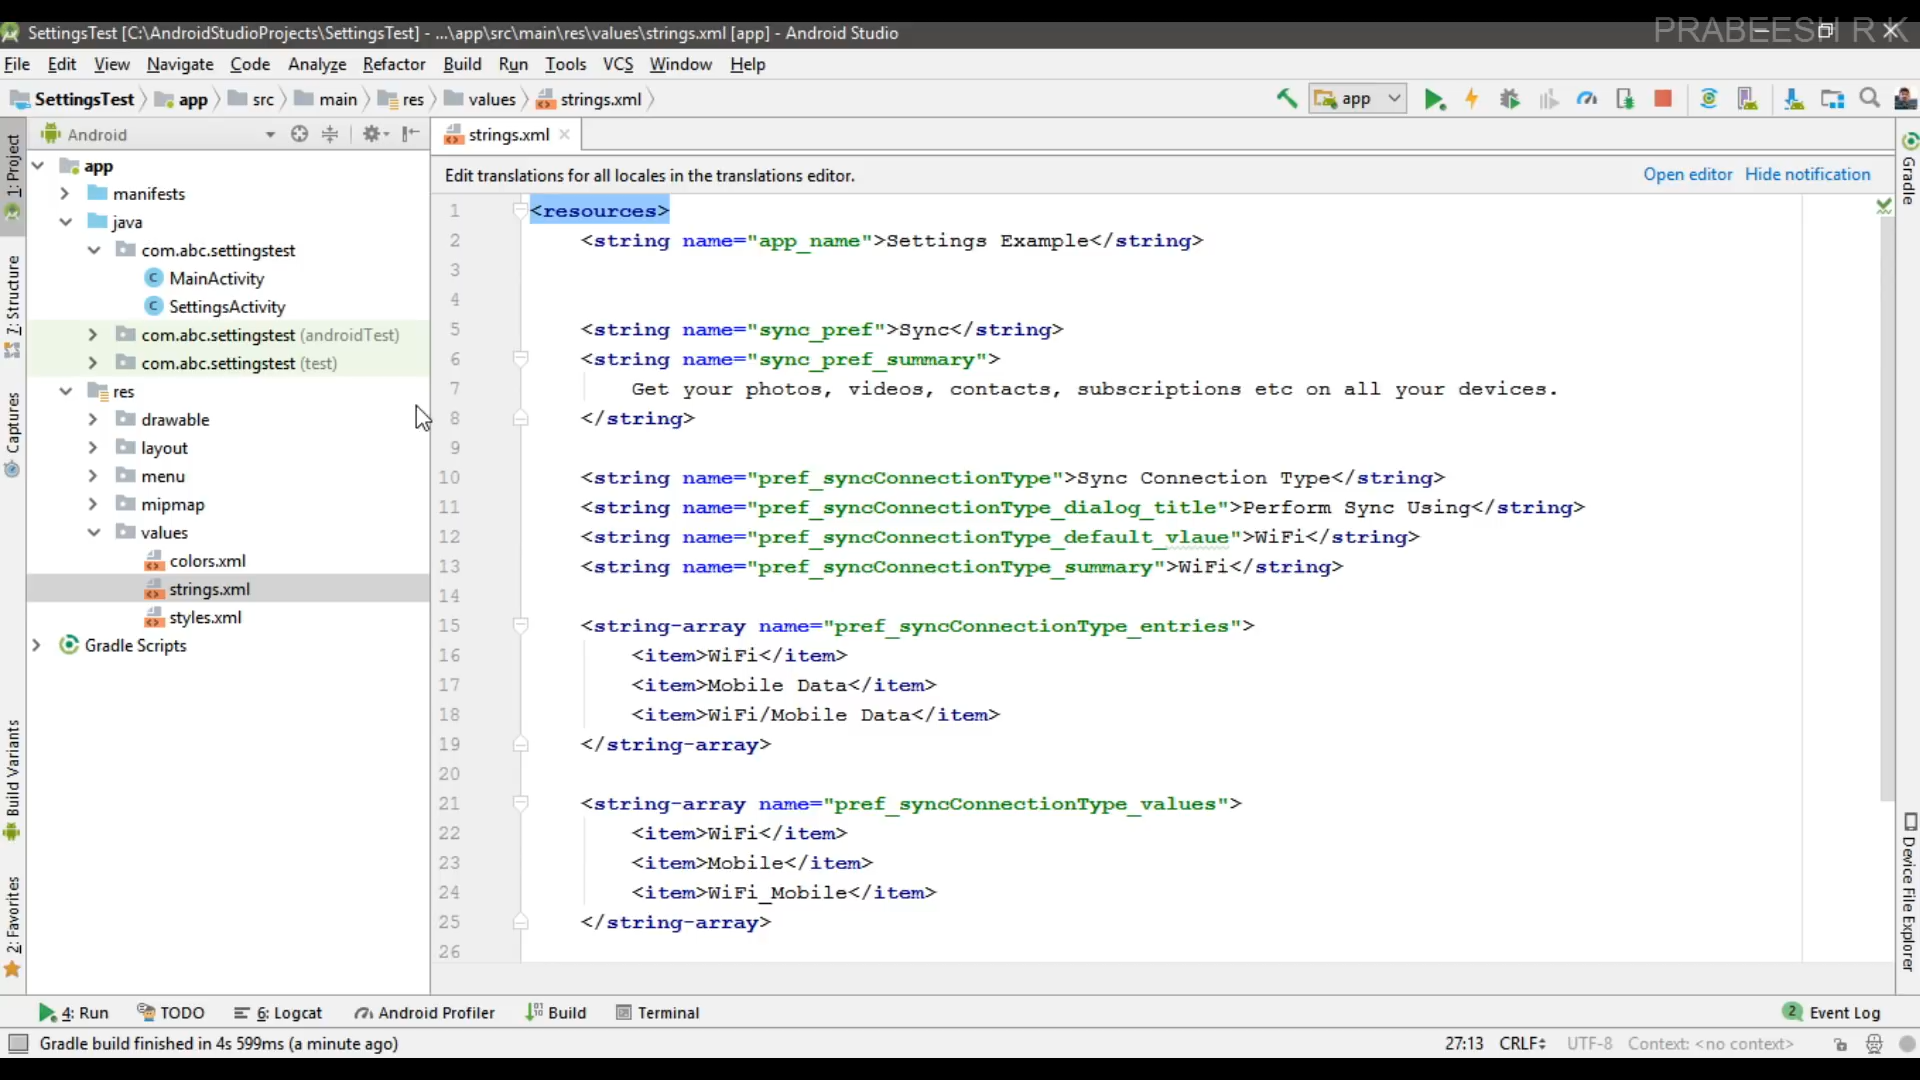 PRABEESH R K
SettingsTest [C:\AndroidStudioProjects\SettingsTest] - ...\app\src\main\res\values\strings.xml [app] - Android Studio
File Edit View Navigate Code Analyze Refactor Build Run Tools VCS Window Help
SettingsTest app src main res values strings.xml
app
Android
strings.xml
1: Project
7: Structure
Captures
Build Variants
2: Favorites
app
manifests
java
com.abc.settingstest
MainActivity
SettingsActivity
com.abc.settingstest (androidTest)
com.abc.settingstest (test)
res
drawable
layout
menu
mipmap
values
colors.xml
strings.xml
styles.xml
Gradle Scripts
Edit translations for all locales in the translations editor.
Open editor Hide notification
1 <resources>
2 <string name="app_name">Settings Example</string>
3
4
5 <string name="sync_pref">Sync</string>
6 <string name="sync_pref_summary">
7 Get your photos, videos, contacts, subscriptions etc on all your devices.
8 </string>
9
10 <string name="pref_syncConnectionType">Sync Connection Type</string>
11 <string name="pref_syncConnectionType_dialog_title">Perform Sync Using</string>
12 <string name="pref_syncConnectionType_default_vlaue">WiFi</string>
13 <string name="pref_syncConnectionType_summary">WiFi</string>
14
15 <string-array name="pref_syncConnectionType_entries">
16 <item>WiFi</item>
17 <item>Mobile Data</item>
18 <item>WiFi/Mobile Data</item>
19 </string-array>
20
21 <string-array name="pref_syncConnectionType_values">
22 <item>WiFi</item>
23 <item>Mobile</item>
24 <item>WiFi_Mobile</item>
25 </string-array>
26
Gradle
Device File Explorer
4: Run TODO 6: Logcat Android Profiler Build Terminal
2 Event Log
Gradle build finished in 4s 599ms (a minute ago)
27:13 CRLF UTF-8 Context: <no context>